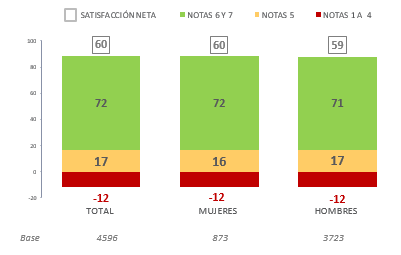 SATISFACCIÓN NETA NOTAS 6 Y 7 NOTAS 5 NOTAS 1 A 4
60 60 59
100
80
60
40
20
0
-20
72 72 71
17 16 17
-12 -12 -12
TOTAL MUJERES HOMBRES
Base 4596 873 3723